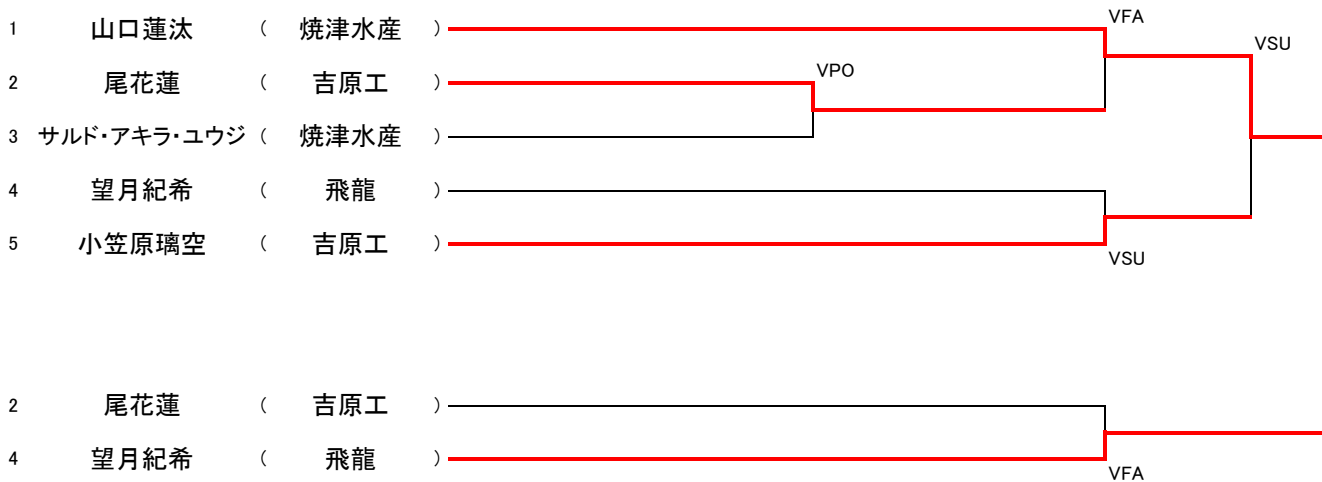 VFA
1 山口蓮汰 ( 焼津水産 )
VSU
VPO
2 尾花蓮 ( 吉原工 )
3 サルド・アキラ・ユウジ ( 焼津水産 )
4 望月紀希 ( 飛龍 )
5 小笠原璃空 ( 吉原工 )
VSU
2 尾花蓮 ( 吉原工 )
4 望月紀希 ( 飛龍 )
VFA